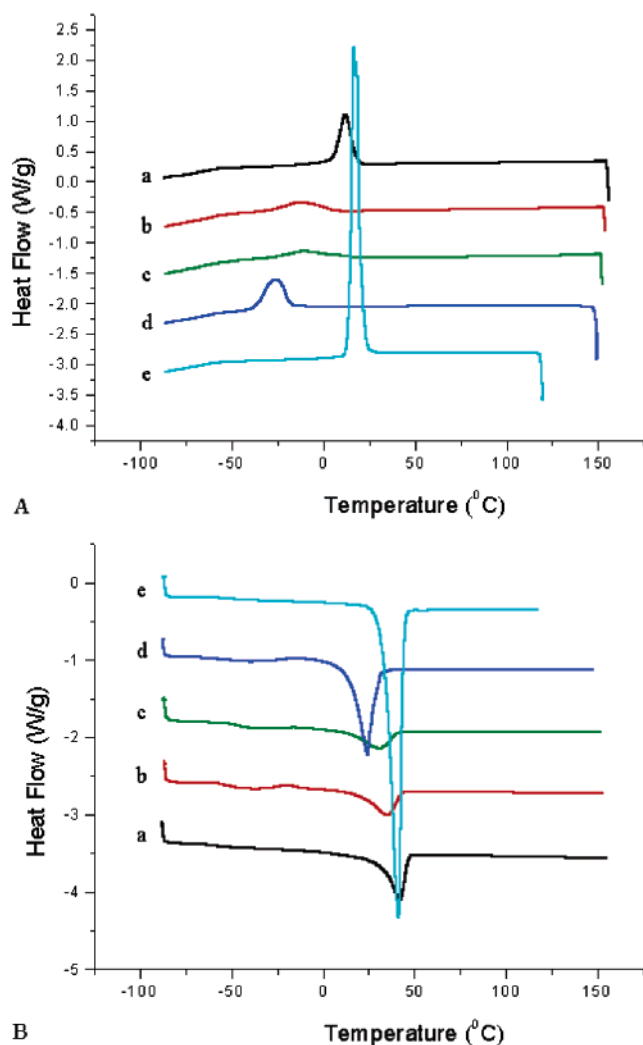 2.5
2.0
1.5
1.0
0.5
0.0
-0.5
-1.0
-1.5
-2.0
-2.5
-3.0
-3.5
-4.0
Heat Flow (W/g)
a
b
c
d
e
-100 -50 0 50 100 150
A Temperature (⁰C)
0
-1
-2
-3
-4
-5
Heat Flow (W/g)
e
d
c
b
a
-100 -50 0 50 100 150
B Temperature (⁰C)